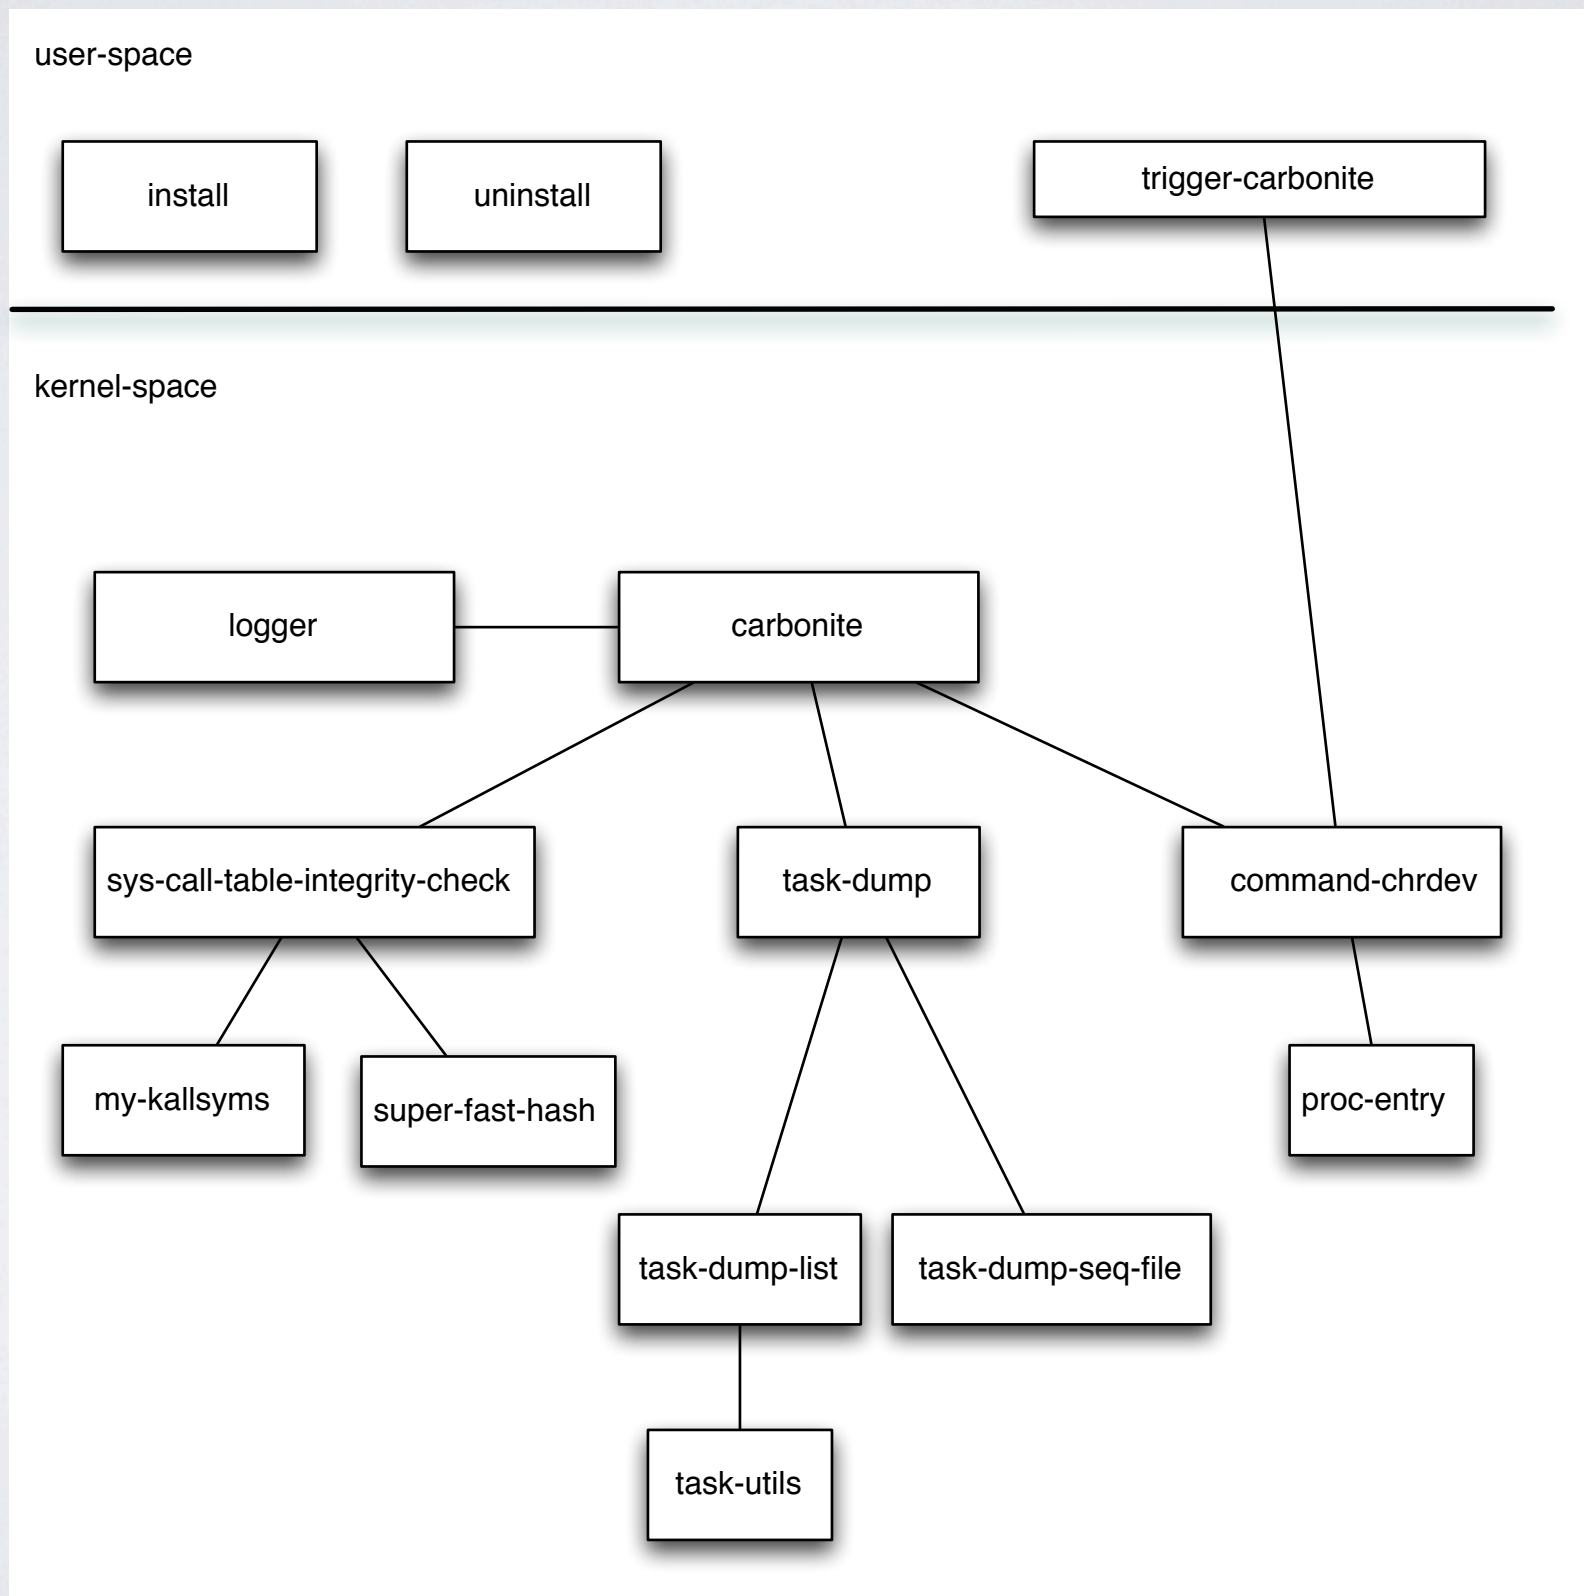 user-space
install
uninstall
trigger-carbonite
kernel-space
logger
carbonite
sys-call-table-integrity-check
task-dump
command-chrdev
my-kallsyms
super-fast-hash
proc-entry
task-dump-list
task-dump-seq-file
task-utils